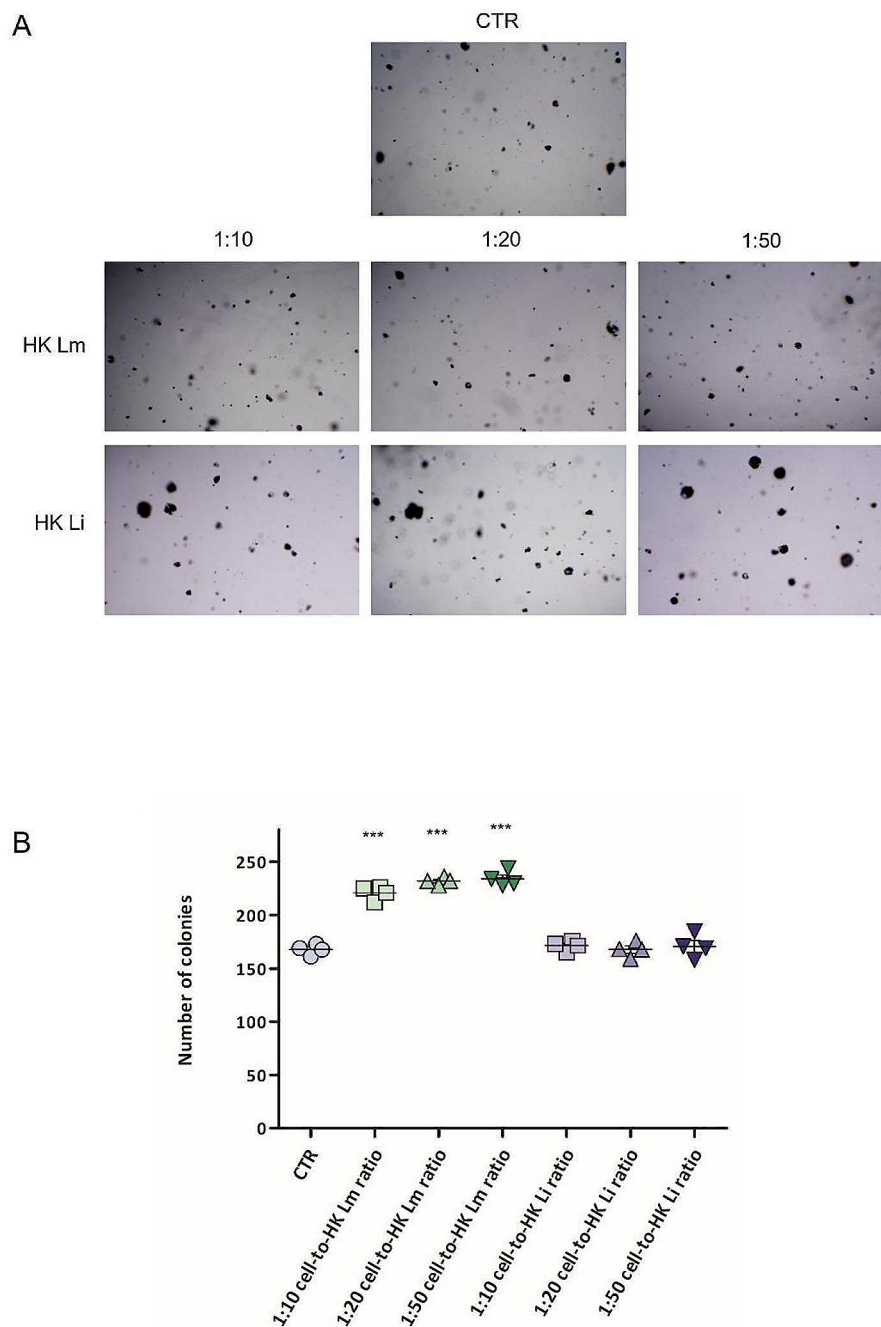 A
CTR
1:10 1:20 1:50
HK Lm
HK Li
B
*** *** ***
Number of colonies
250
200
150
100
50
0
CTR
1:10 cell-to-HK Lm ratio
1:20 cell-to-HK Lm ratio
1:50 cell-to-HK Lm ratio
1:10 cell-to-HK Li ratio
1:20 cell-to-HK Li ratio
1:50 cell-to-HK Li ratio